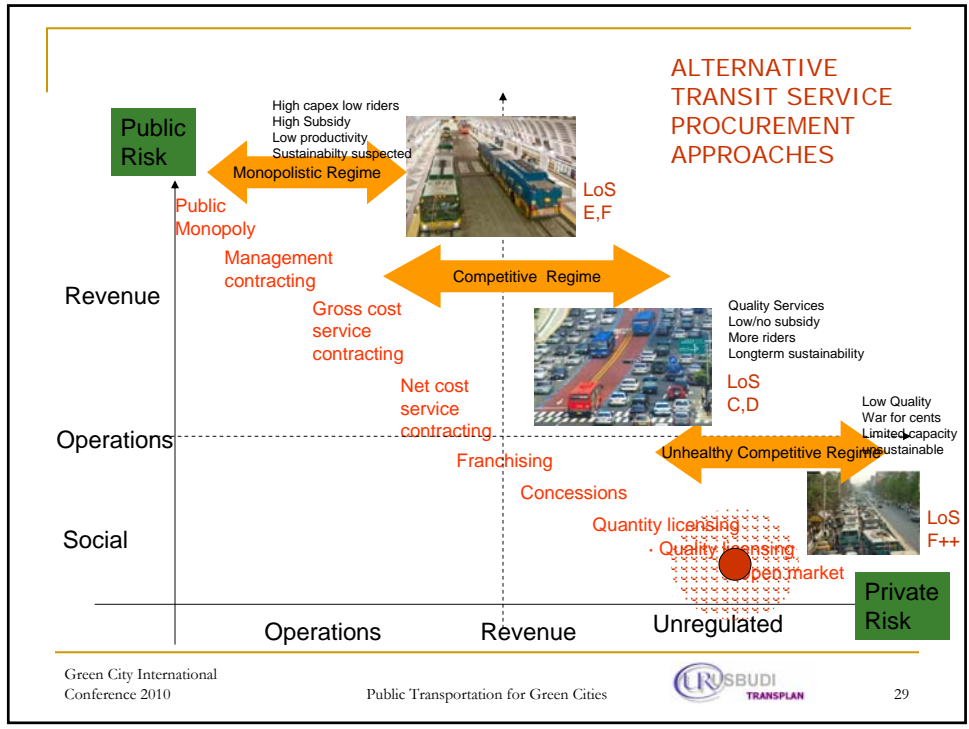 ALTERNATIVE
TRANSIT SERVICE
PROCUREMENT
APPROACHES
Public
Risk
High capex low riders
High Subsidy
Low productivity
Sustainabilty suspected
Monopolistic Regime
LoS
E,F
Public
Monopoly
Management
contracting
Competitive Regime
Revenue
Gross cost
service
contracting
Quality Services
Low/no subsidy
More riders
Longterm sustainability
LoS
C,D
Net cost
service
contracting
Low Quality
War for cents
Limited capacity
unsustainable
Operations
Unhealthy Competitive Regime
Franchising
Concessions
Quantity licensing
LoS
F++
Social
- Quality licensing
Open market
Private
Risk
Operations
Revenue
Unregulated
Green City International
Conference 2010
Public Transportation for Green Cities
URUSBUDI
TRANSPLAN
29